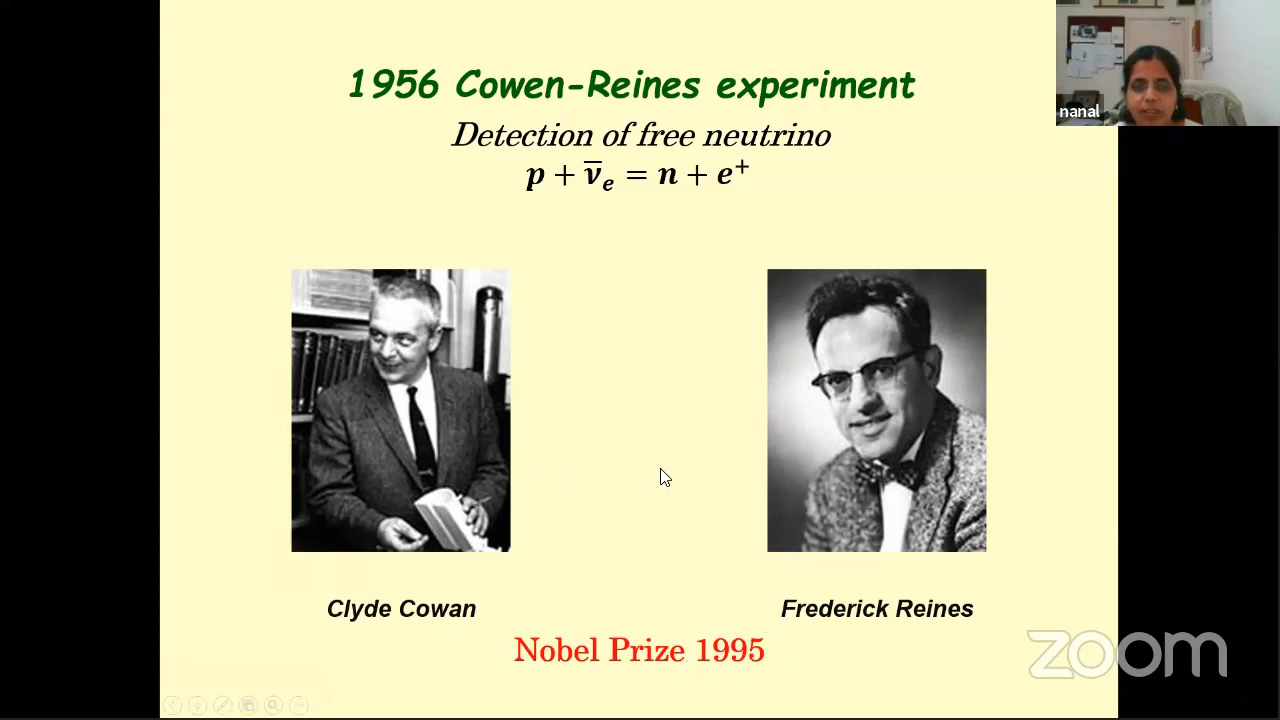 1956 Cowen-Reines experiment
Detection of free neutrino
p + ν̅ₑ = n + e⁺
nanal
Clyde Cowan
Frederick Reines
Nobel Prize 1995
zoom